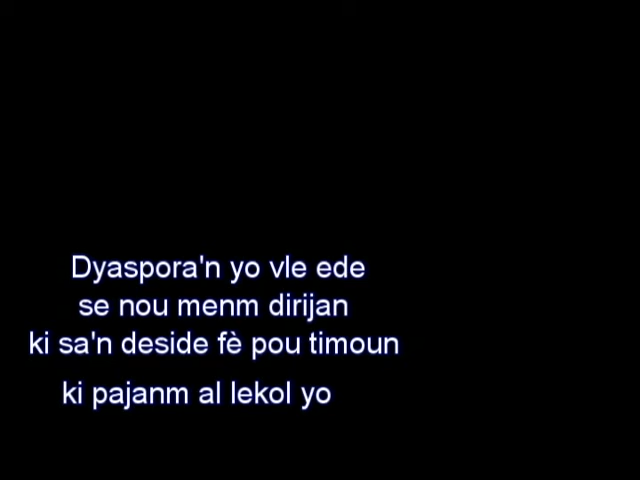 Dyaspora'n yo vle ede
se nou menm dirijan
ki sa'n deside fè pou timoun
ki pajanm al lekol yo